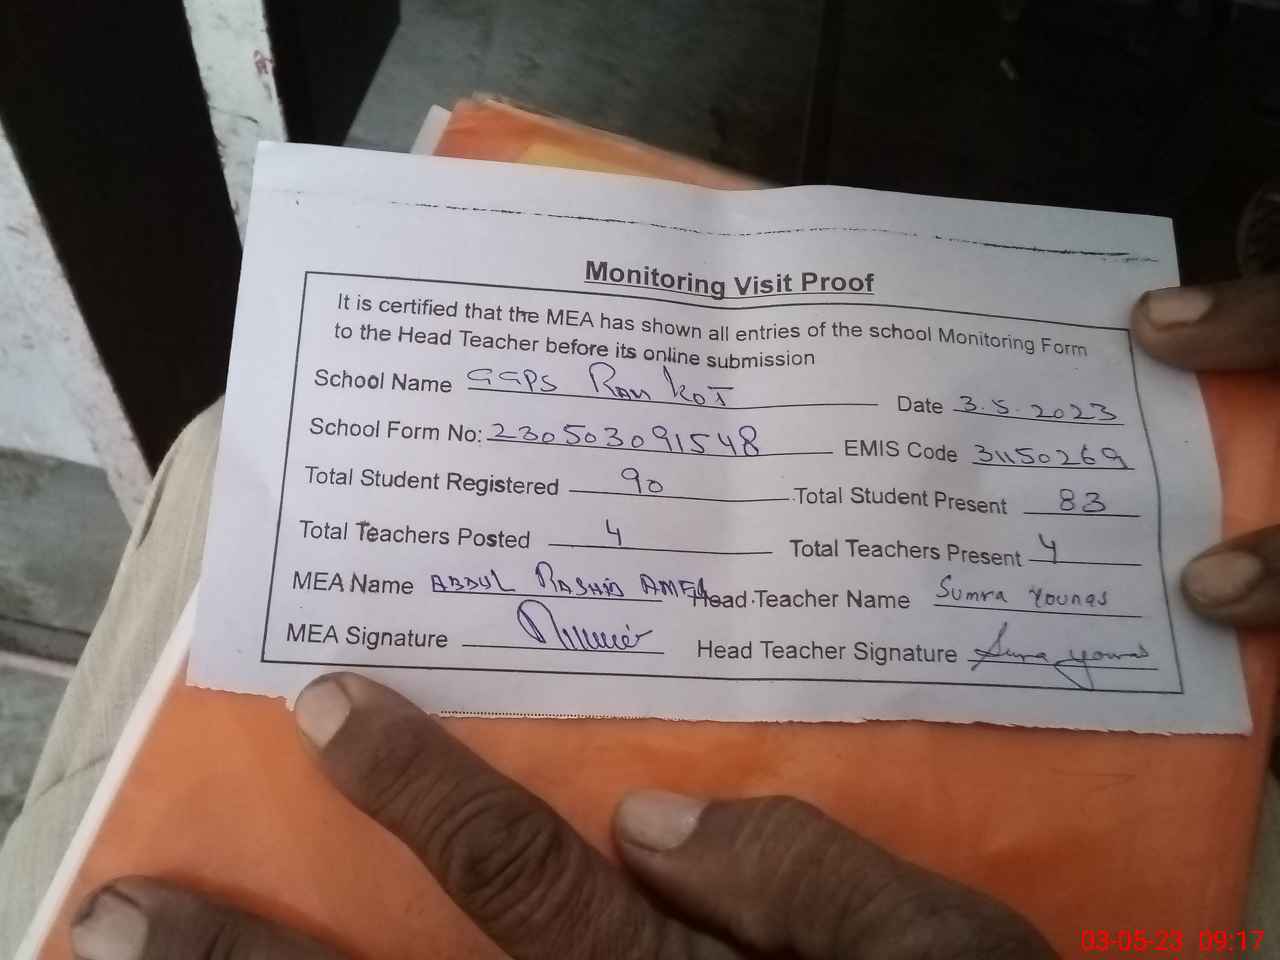 Monitoring Visit Proof
It is certified that the MEA has shown all entries of the school Monitoring Form
to the Head Teacher before its online submission
School Name GGPS Ran Kot Date 3.5.2023
School Form No: 230503091548 EMIS Code 31150269
Total Student Registered 90 Total Student Present 83
Total Teachers Posted 4 Total Teachers Present 4
MEA Name ABDUL RASHID Head Teacher Name Sumra Younas
MEA Signature Head Teacher Signature Sumra Younas
03-05-23 09:17